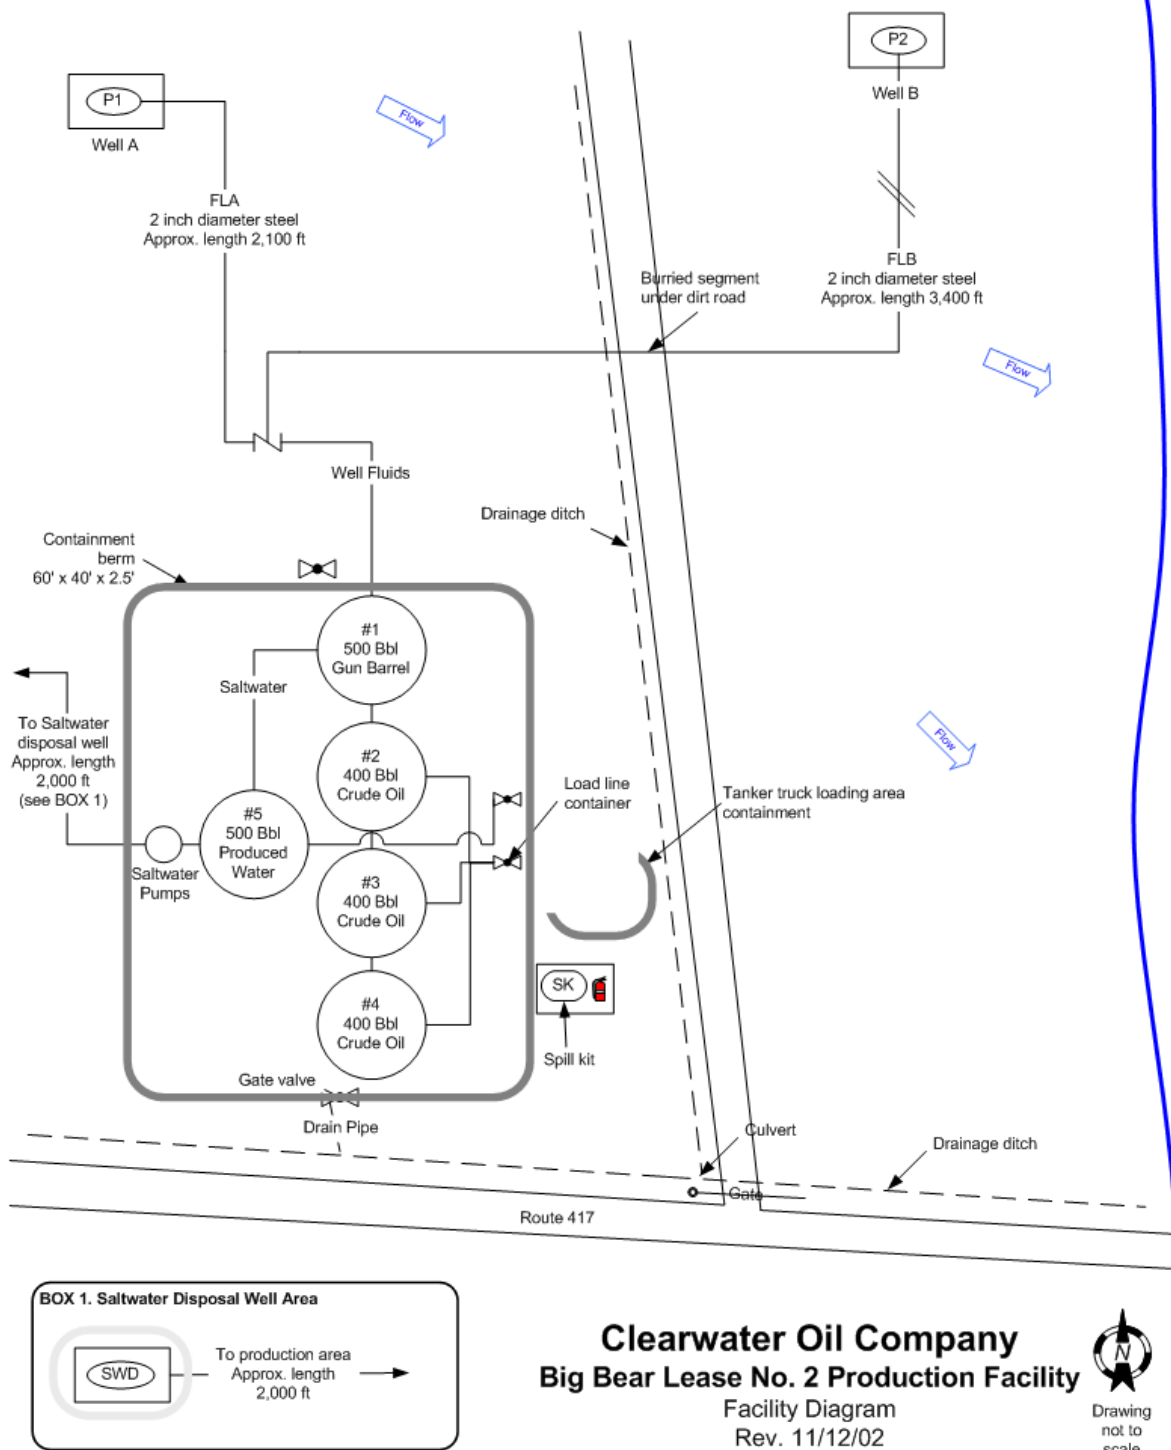 P2
Well B
P1
Well A
Flow
FLA
2 inch diameter steel
Approx. length 2,100 ft
FLB
2 inch diameter steel
Approx. length 3,400 ft
Burried segment
under dirt road
Flow
Well Fluids
Drainage ditch
Containment
berm
60' x 40' x 2.5'
#1
500 Bbl
Gun Barrel
Saltwater
Flow
To Saltwater
disposal well
Approx. length
2,000 ft
(see BOX 1)
#2
400 Bbl
Crude Oil
Load line
container
Tanker truck loading area
containment
#5
500 Bbl
Produced
Water
Saltwater
Pumps
#3
400 Bbl
Crude Oil
SK
Spill kit
#4
400 Bbl
Crude Oil
Gate valve
Drain Pipe
Culvert
Drainage ditch
Gate
Route 417
BOX 1. Saltwater Disposal Well Area
SWD
To production area
Approx. length
2,000 ft
Clearwater Oil Company
Big Bear Lease No. 2 Production Facility
Facility Diagram
Rev. 11/12/02
N
Drawing
not to
scale